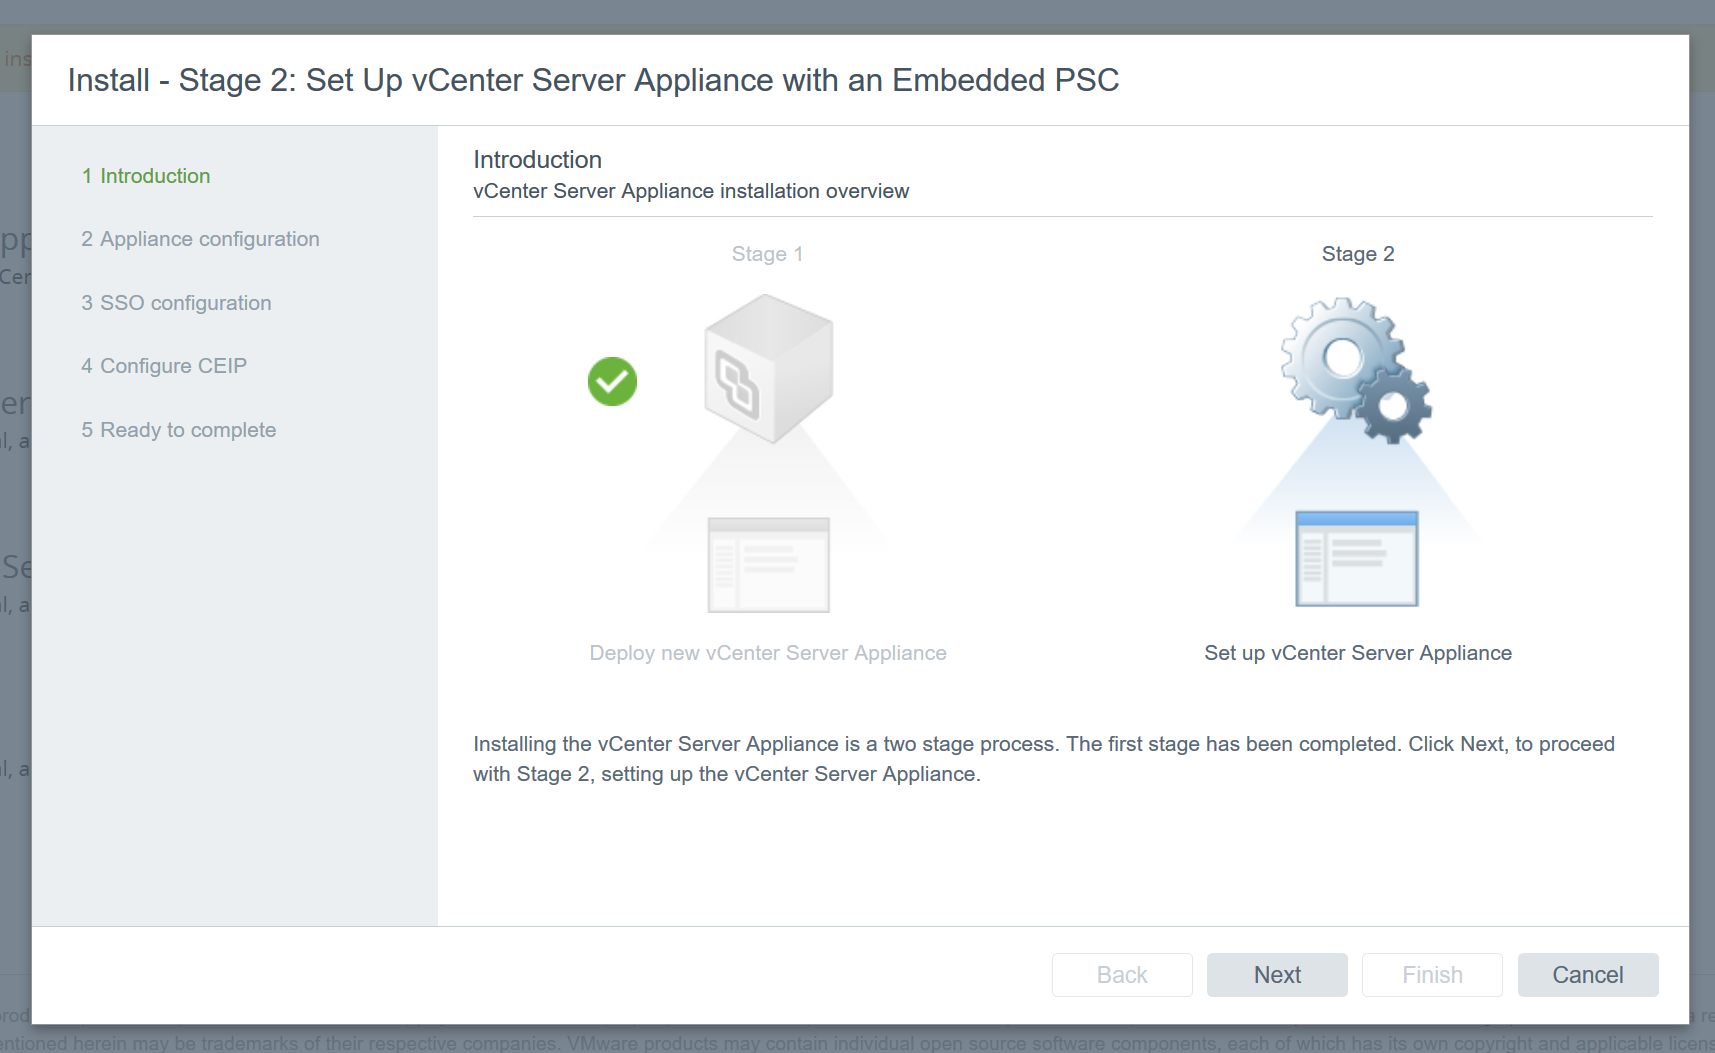 Install - Stage 2: Set Up vCenter Server Appliance with an Embedded PSC
1 Introduction
2 Appliance configuration
3 SSO configuration
4 Configure CEIP
5 Ready to complete
Introduction
vCenter Server Appliance installation overview
Stage 1
Stage 2
Deploy new vCenter Server Appliance
Set up vCenter Server Appliance
Installing the vCenter Server Appliance is a two stage process. The first stage has been completed. Click Next, to proceed
with Stage 2, setting up the vCenter Server Appliance.
Back
Next
Finish
Cancel
herein may be trademarks of their respective companies. VMware products may contain individual open source software components, each of which has its own copyright and applicable